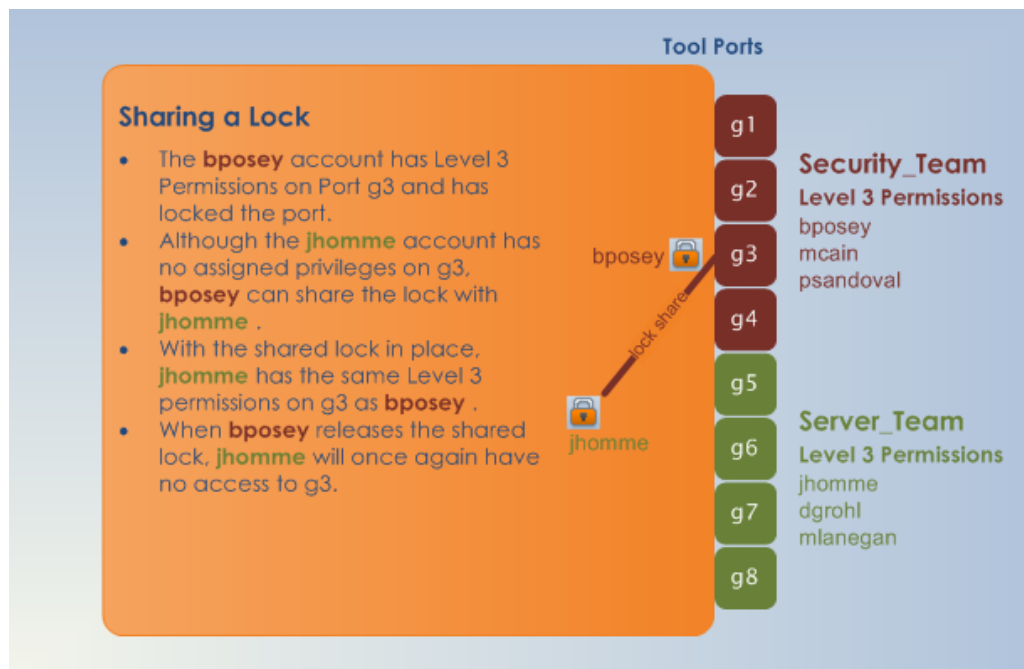 Tool Ports
Sharing a Lock
• The bposey account has Level 3
Permissions on Port g3 and has
locked the port.
• Although the jhomme account has
no assigned privileges on g3,
bposey can share the lock with
jhomme .
• With the shared lock in place,
jhomme has the same Level 3
permissions on g3 as bposey .
• When bposey releases the shared
lock, jhomme will once again have
no access to g3.
bposey
lock share
jhomme
g1
g2
g3
g4
g5
g6
g7
g8
Security_Team
Level 3 Permissions
bposey
mcain
psandoval
Server_Team
Level 3 Permissions
jhomme
dgrohl
mlanegan